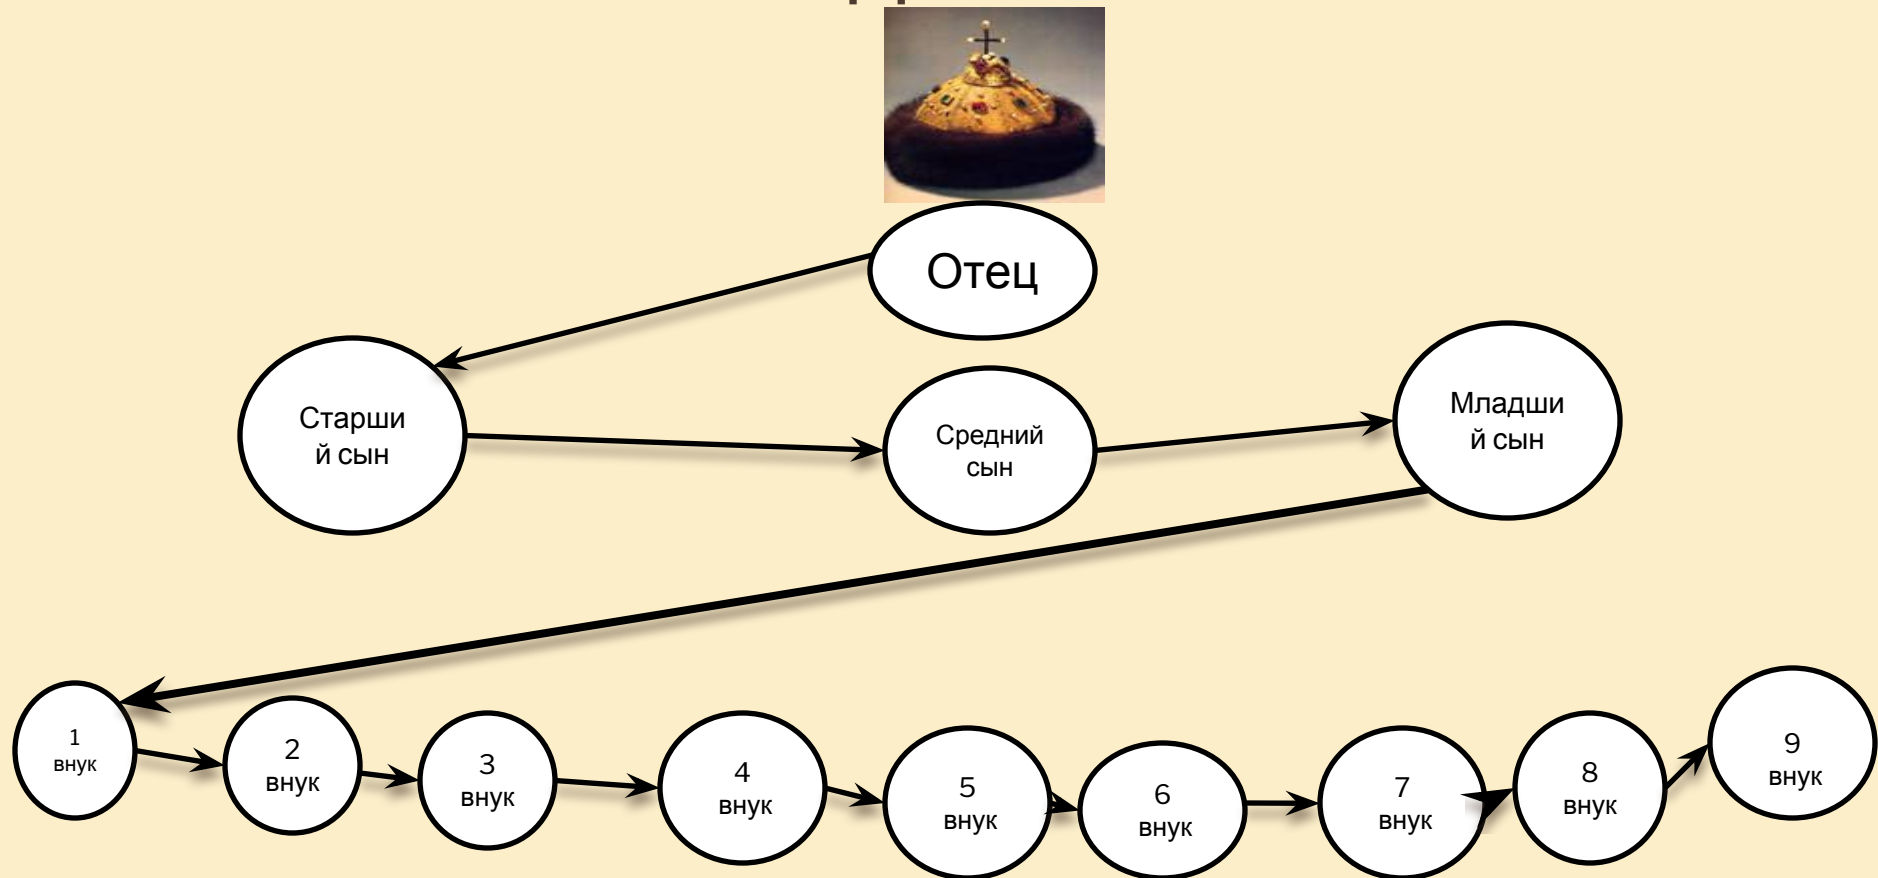 Отец
Старши
й сын
Средний
сын
Младши
й сын
1
внук
2
внук
3
внук
4
внук
5
внук
6
внук
7
внук
8
внук
9
внук